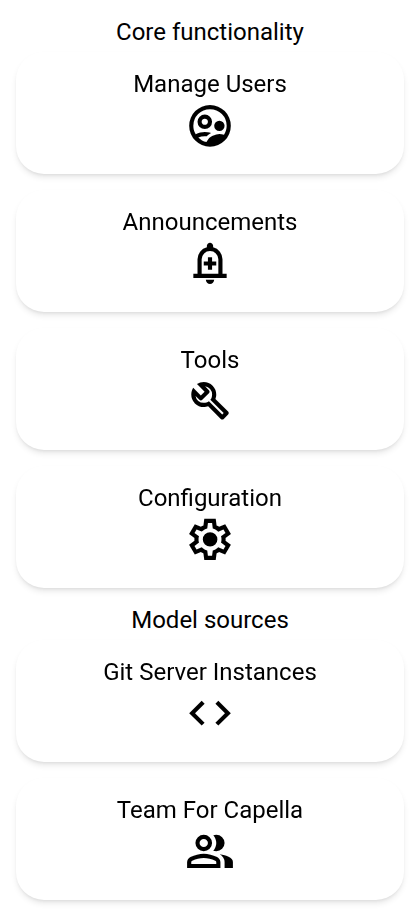 Core functionality
Manage Users
Announcements
Tools
Configuration
Model sources
Git Server Instances
Team For Capella